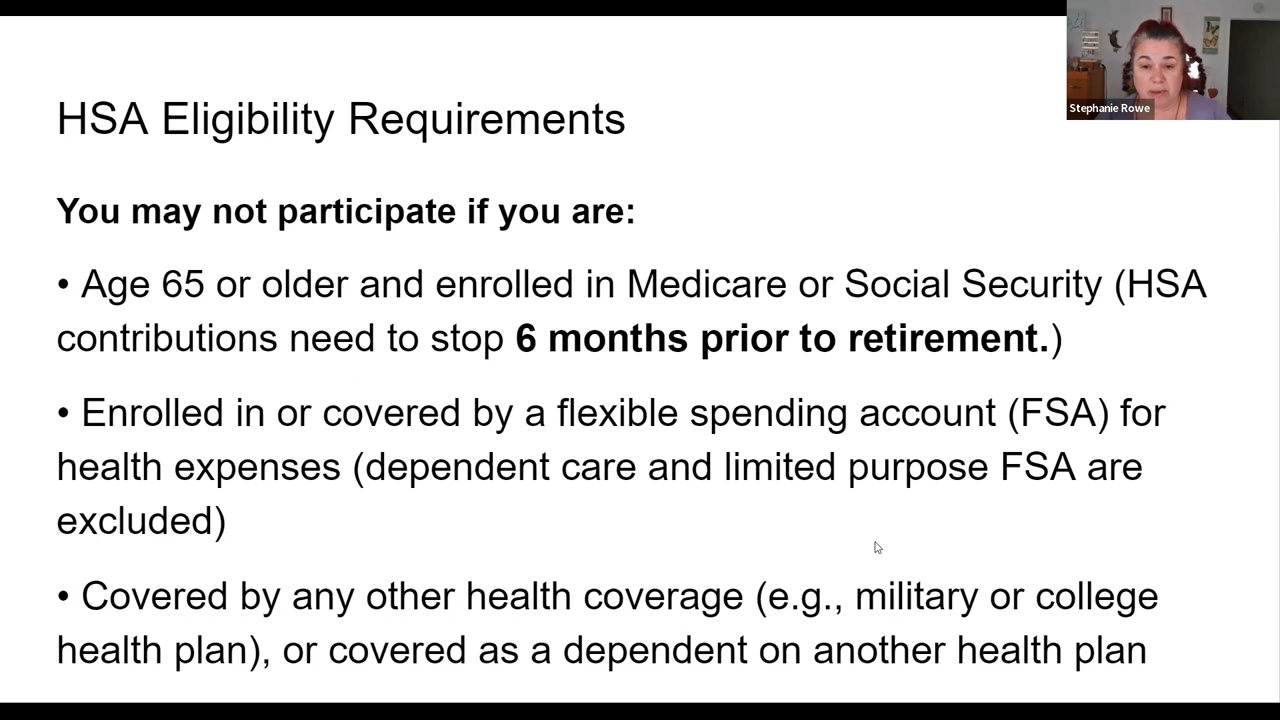 Stephanie Rowe
HSA Eligibility Requirements
You may not participate if you are:
• Age 65 or older and enrolled in Medicare or Social Security (HSA
contributions need to stop 6 months prior to retirement.)
• Enrolled in or covered by a flexible spending account (FSA) for
health expenses (dependent care and limited purpose FSA are
excluded)
• Covered by any other health coverage (e.g., military or college
health plan), or covered as a dependent on another health plan